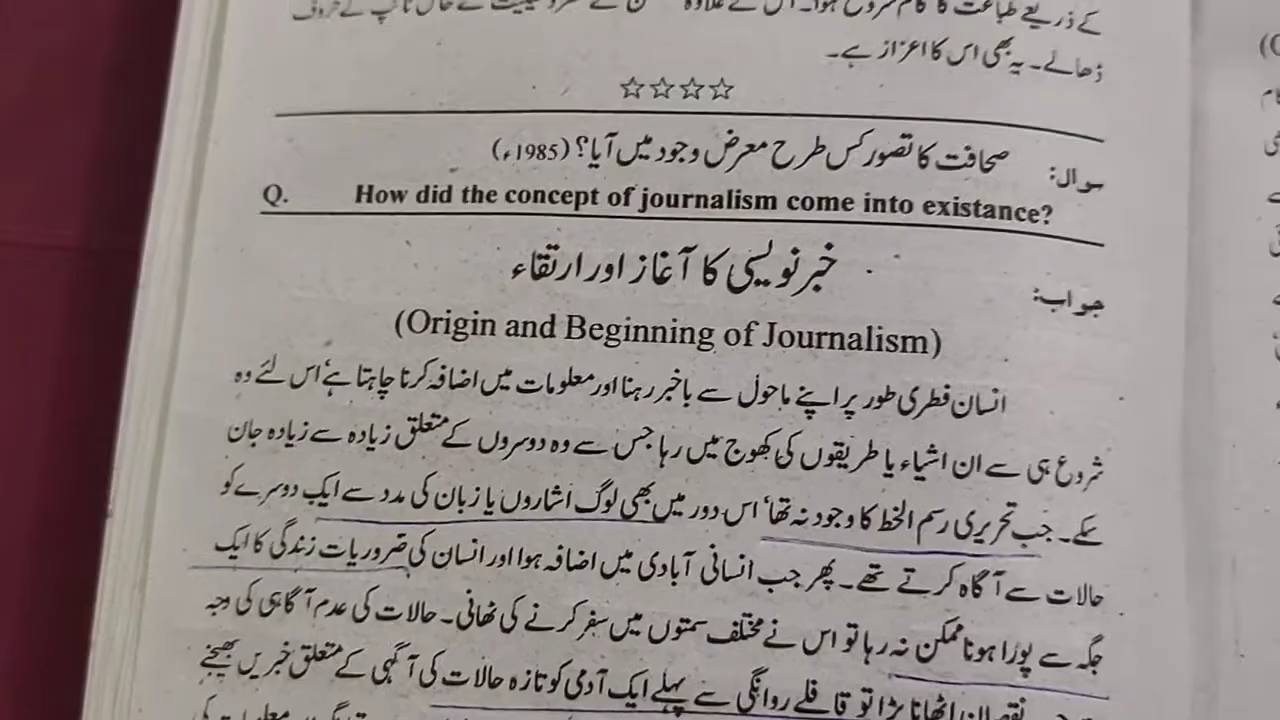 کے ذریعے طباعت کا کام شروع ہوا۔ اس کے علاوہ
ڈھالے۔ یہ بھی اس کا اعزاز ہے۔
☆☆☆☆
سوال: صحافت کا تصور کس طرح معرض وجود میں آیا؟ (1985ء)
Q. How did the concept of journalism come into existance?
جواب: خبر نویسی کا آغاز اور ارتقاء
(Origin and Beginning of Journalism)
انسان فطری طور پر اپنے ماحول سے باخبر رہنا اور معلومات میں اضافہ کرنا چاہتا ہے‘ اس لئے وہ
شروع ہی سے ان اشیاء یا طریقوں کی کھوج میں رہا جس سے وہ دوسروں کے متعلق زیادہ سے زیادہ جان
سکے۔ جب تحریری رسم الخط کا وجود نہ تھا‘ اس دور میں بھی لوگ اشاروں یا زبان کی مدد سے ایک دوسرے کو
حالات سے آگاہ کرتے تھے۔ پھر جب انسانی آبادی میں اضافہ ہوا اور انسان کی ضروریات زندگی کا ایک
جگہ سے پورا ہونا ممکن نہ رہا تو اس نے مختلف سمتوں میں سفر کرنے کی ٹھانی۔ حالات کی عدم آگاہی کی وجہ
سے جب نقصان اٹھانا پڑا تو قافلے روانگی سے پہلے ایک آدمی کو تازہ حالات کی آگہی کے متعلق خبریں بھیجنے